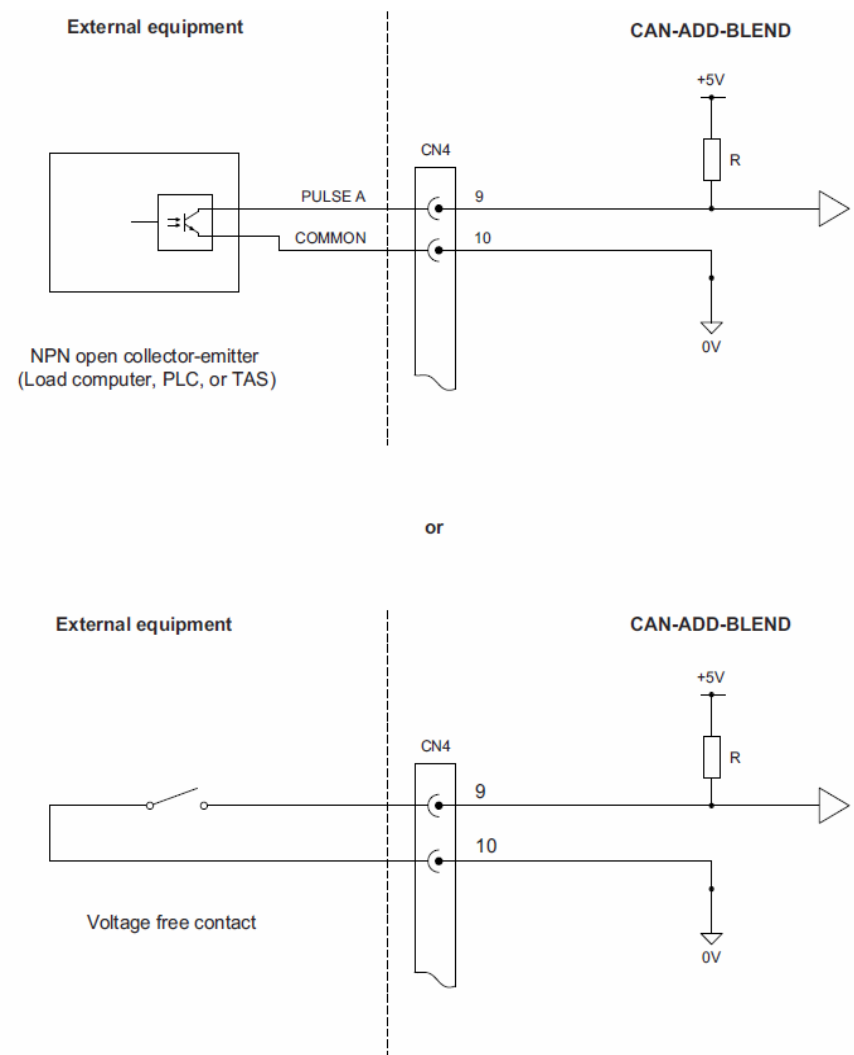 External equipment
CAN-ADD-BLEND
+5V
CN4
R
PULSE A
9
COMMON
10
0V
NPN open collector-emitter
(Load computer, PLC, or TAS)
or
External equipment
CAN-ADD-BLEND
+5V
CN4
R
9
10
Voltage free contact
0V